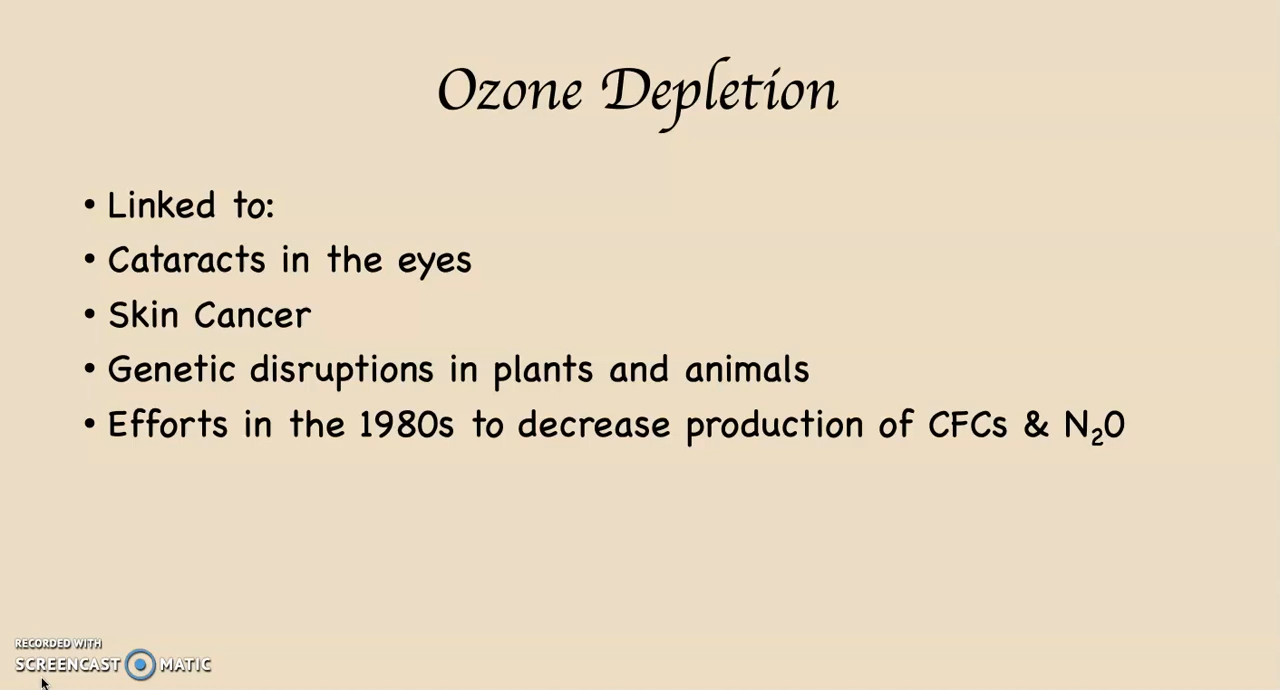 Ozone Depletion
• Linked to:
• Cataracts in the eyes
• Skin Cancer
• Genetic disruptions in plants and animals
• Efforts in the 1980s to decrease production of CFCs & N₂0
RECORDED WITH
SCREENCAST MATIC